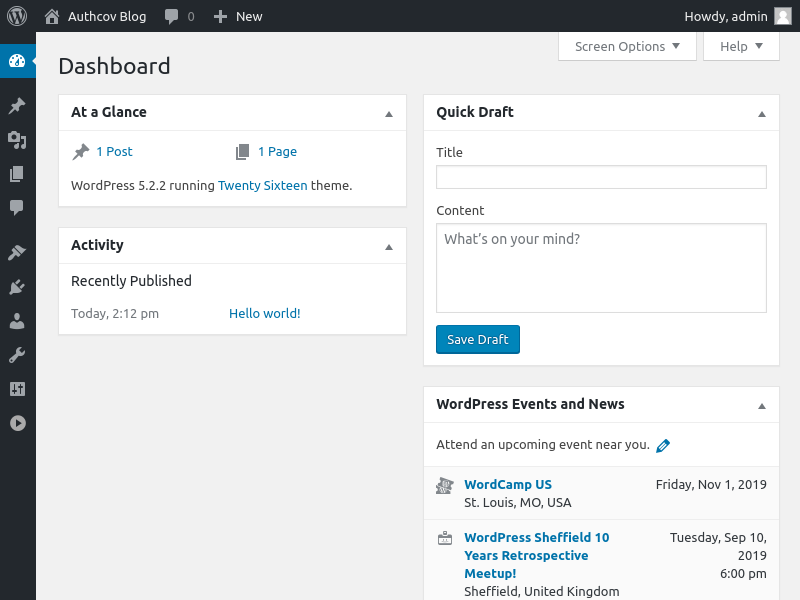 Authcov Blog 0 New Howdy, admin
Screen Options Help
Dashboard
At a Glance
1 Post 1 Page
WordPress 5.2.2 running Twenty Sixteen theme.
Activity
Recently Published
Today, 2:12 pm Hello world!
Quick Draft
Title
Content
What's on your mind?
Save Draft
WordPress Events and News
Attend an upcoming event near you.
WordCamp US Friday, Nov 1, 2019
St. Louis, MO, USA
WordPress Sheffield 10 Tuesday, Sep 10,
Years Retrospective 2019
Meetup! 6:00 pm
Sheffield, United Kingdom